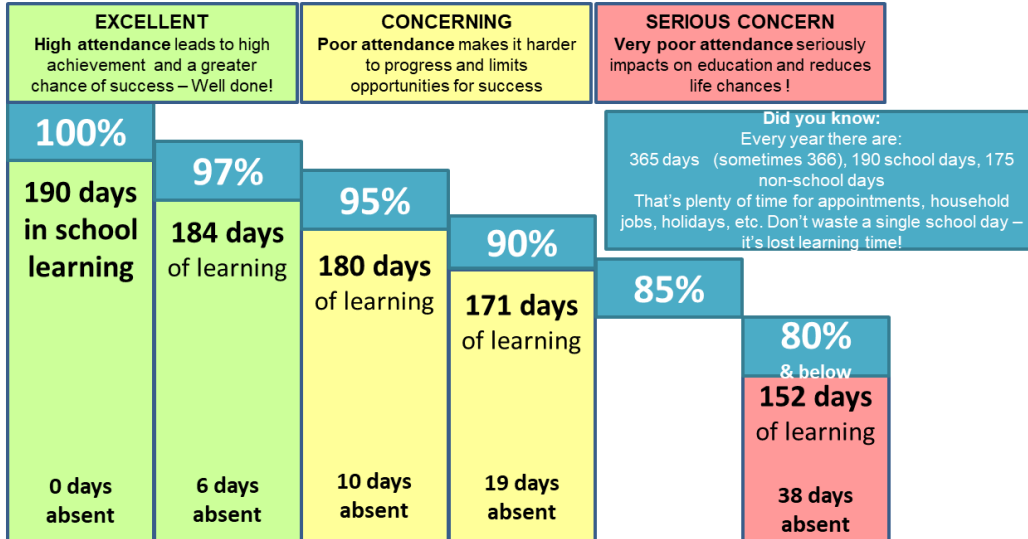 EXCELLENT
High attendance leads to high
achievement and a greater
chance of success – Well done!
CONCERNING
Poor attendance makes it harder
to progress and limits
opportunities for success
SERIOUS CONCERN
Very poor attendance seriously
impacts on education and reduces
life chances !
Did you know:
Every year there are:
365 days (sometimes 366), 190 school days, 175
non-school days
That's plenty of time for appointments, household
jobs, holidays, etc. Don't waste a single school day –
it's lost learning time!
100%
190 days
in school
learning
0 days
absent
97%
184 days
of learning
6 days
absent
95%
180 days
of learning
10 days
absent
90%
171 days
of learning
19 days
absent
85%
80%
& below
152 days
of learning
38 days
absent